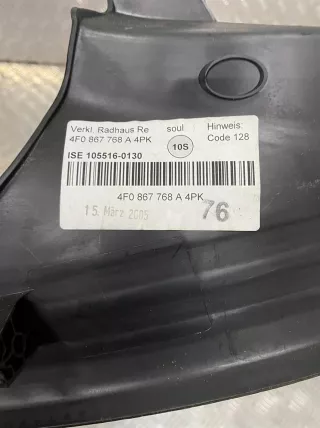 Verkl. Radhaus Re soul Hinweis:
4F0 867 768 A 4PK 10S Code 128
ISE 105516-0130
4F0 867 768 A 4PK
15. März 2005 76